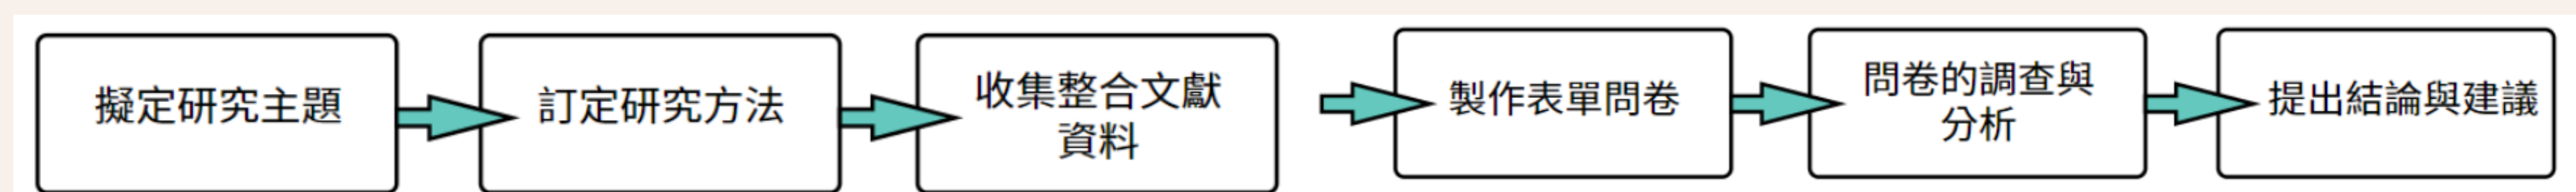 擬定研究主題
訂定研究方法
收集整合文獻
資料
製作表單問卷
問卷的調查與
分析
提出結論與建議